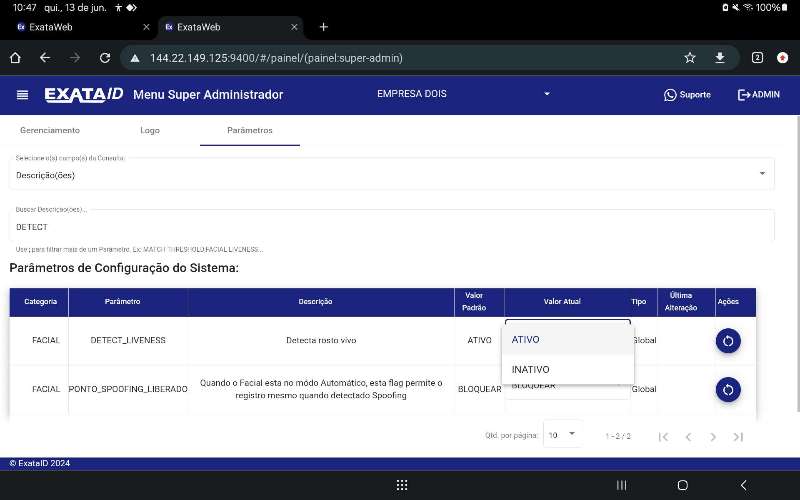 10:47 qui., 13 de jun. 100%
ExataWeb
ExataWeb
144.22.149.125:9400/#/painel/(painel:super-admin)
2
EXATAID Menu Super Administrador EMPRESA DOIS Suporte ADMIN
Gerenciamento Logo Parâmetros
Selecione o(s) campo(s) da Consulta:
Descrição(ões)
Buscar Descrição(ões)...
DETECT
Use ; para filtrar mais de um Parâmetro. Ex: MATCH THRESHOLD;FACIAL LIVENESS...
Parâmetros de Configuração do Sistema:
Categoria Parâmetro Descrição Valor Padrão Valor Atual Tipo Última Alteração Ações
FACIAL DETECT_LIVENESS Detecta rosto vivo ATIVO Global
ATIVO
INATIVO
FACIAL PONTO_SPOOFING_LIBERADO Quando o Facial esta no módo Automático, esta flag permite o registro mesmo quando detectado Spoofing BLOQUEAR BLOQUEAR Global
Qtd. por página: 10 1 - 2 / 2
© ExataID 2024